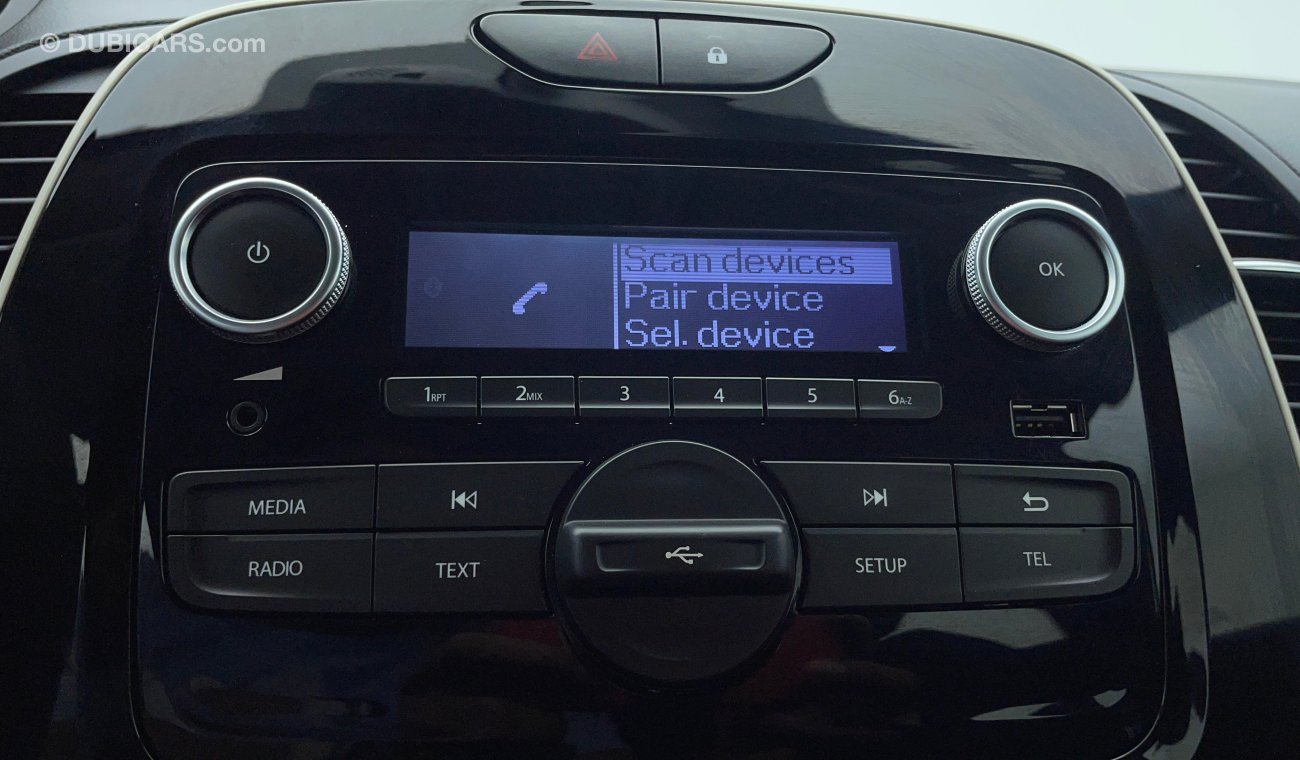 © DUBICARS.com
Scan devices
Pair device
Sel. device
OK
1RPT 2MIX 3 4 5 6A-Z
MEDIA
RADIO TEXT SETUP TEL